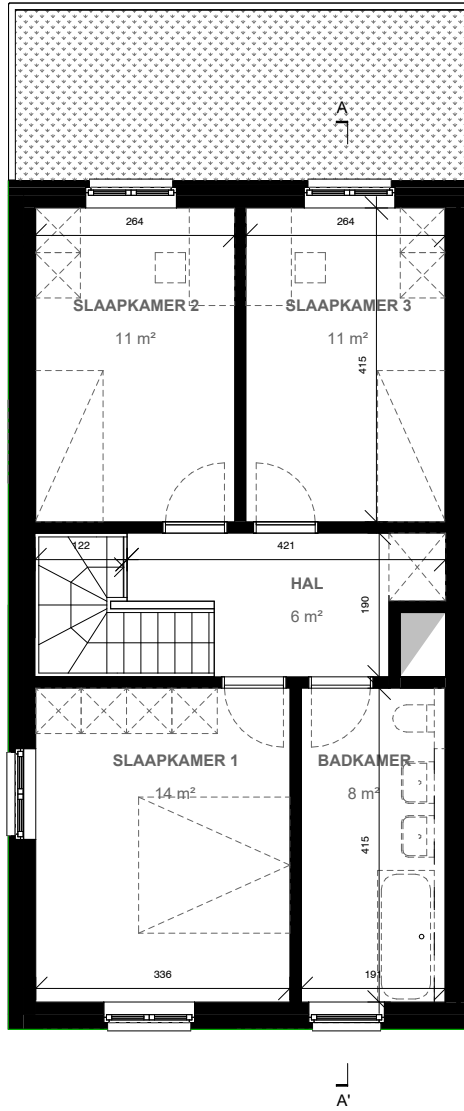 A
264
264
SLAAPKAMER 2
SLAAPKAMER 3
11 m²
11 m²
415
122
421
HAL
6 m²
190
SLAAPKAMER 1
BADKAMER
14 m²
8 m²
415
336
191
A'